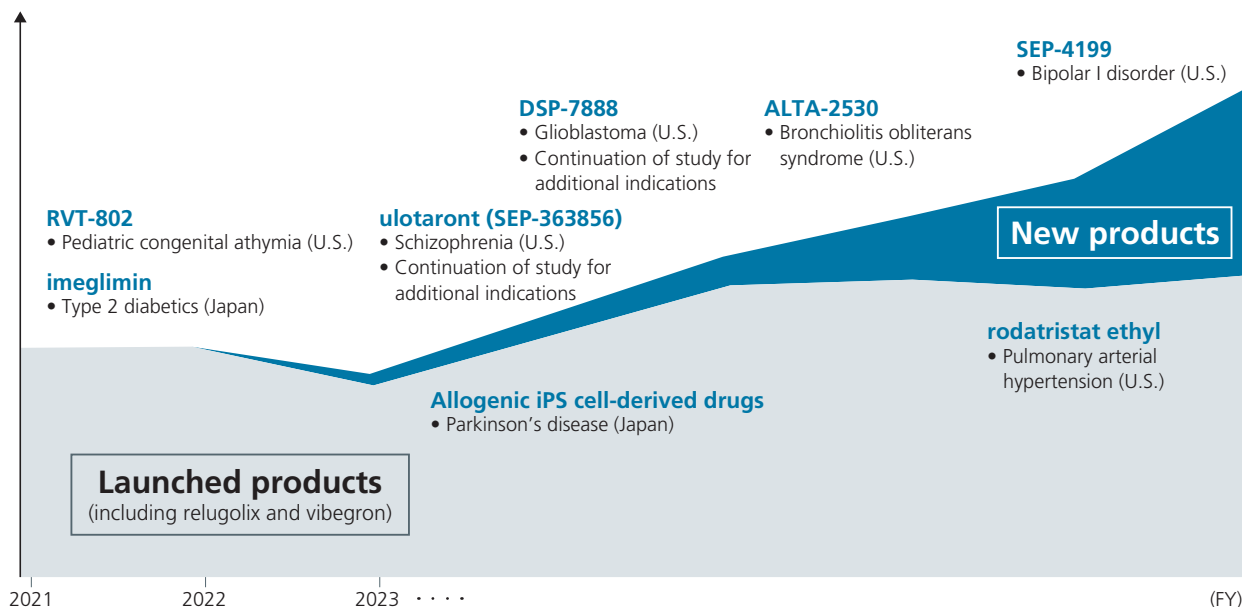 SEP-4199
• Bipolar I disorder (U.S.)
DSP-7888
• Glioblastoma (U.S.)
• Continuation of study for
additional indications
ALTA-2530
• Bronchiolitis obliterans
syndrome (U.S.)
RVT-802
• Pediatric congenital athymia (U.S.)
imeglimin
• Type 2 diabetics (Japan)
ulotaront (SEP-363856)
• Schizophrenia (U.S.)
• Continuation of study for
additional indications
New products
rodatristat ethyl
• Pulmonary arterial
hypertension (U.S.)
Allogenic iPS cell-derived drugs
• Parkinson’s disease (Japan)
Launched products
(including relugolix and vibegron)
2021 2022 2023 · · · · (FY)